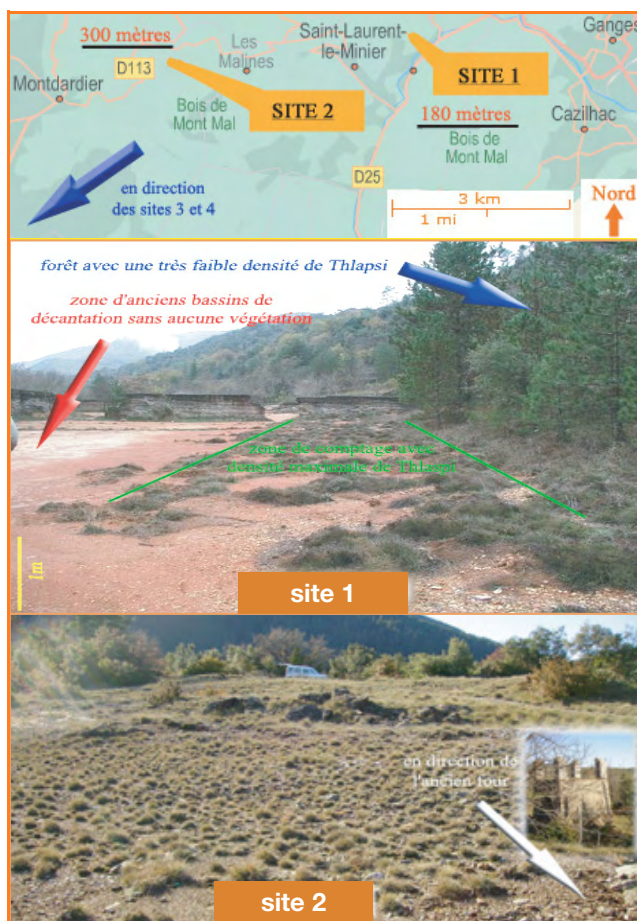 300 mètres
Saint-Laurent-
le-Minier
Ganges
Les
Malines
D113
SITE 1
Montdardier
SITE 2
Bois de
Mont Mal
180 mètres
Bois de
Mont Mal
Cazilhac
D25
en direction
des sites 3 et 4
3 km
1 mi
Nord
forêt avec une très faible densité de Thlapsi
zone d'anciens bassins de
décantation sans aucune végétation
zone de comptage avec
densité maximale de Thlaspi
1m
site 1
en direction de
l'ancien four
site 2